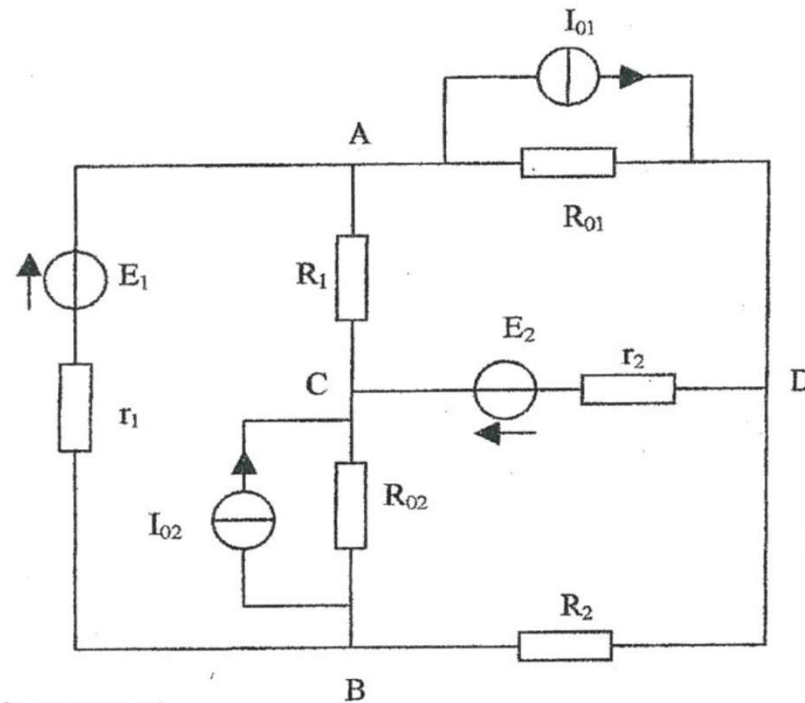 I₀₁
A
R₀₁
E₁
R₁
E₂
r₂
C
D
r₁
R₀₂
I₀₂
R₂
B